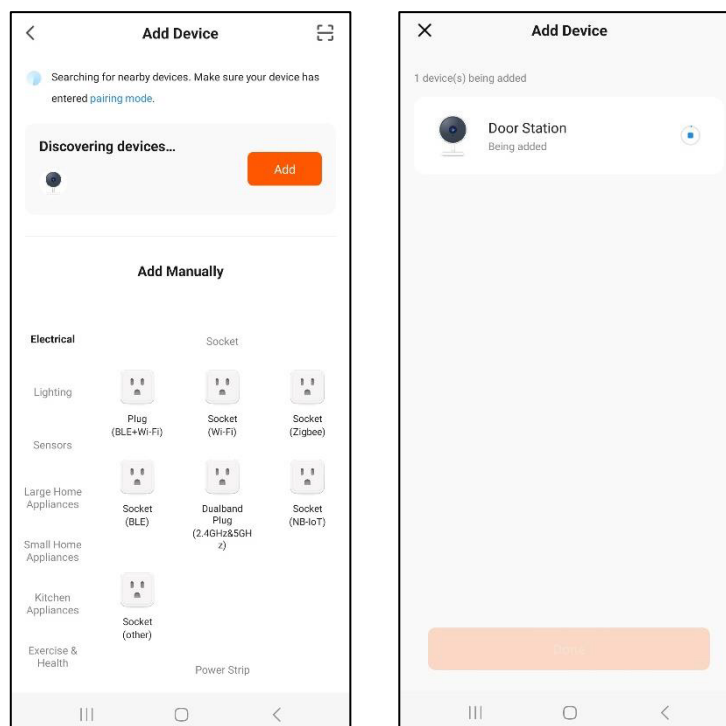 Add Device
Searching for nearby devices. Make sure your device has
entered pairing mode.
Discovering devices...
Add
Add Manually
Electrical
Lighting
Sensors
Large Home
Appliances
Small Home
Appliances
Kitchen
Appliances
Exercise &
Health
Socket
Plug
(BLE+Wi-Fi)
Socket
(Wi-Fi)
Socket
(Zigbee)
Socket
(BLE)
Dualband
Plug
(2.4GHz&5GH
z)
Socket
(NB-IoT)
Socket
(other)
Power Strip
Add Device
1 device(s) being added
Door Station
Being added
Done